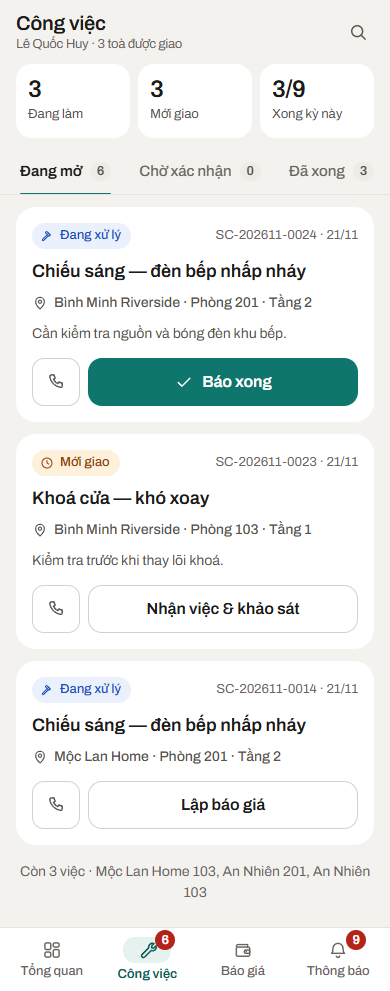 Công việc
Lê Quốc Huy · 3 toà được giao
3
Đang làm
3
Mới giao
3/9
Xong kỳ này
Đang mở 6
Chờ xác nhận 0
Đã xong 3
Đang xử lý
SC-202611-0024 · 21/11
Chiếu sáng — đèn bếp nhấp nháy
Bình Minh Riverside · Phòng 201 · Tầng 2
Cần kiểm tra nguồn và bóng đèn khu bếp.
Báo xong
Mới giao
SC-202611-0023 · 21/11
Khoá cửa — khó xoay
Bình Minh Riverside · Phòng 103 · Tầng 1
Kiểm tra trước khi thay lõi khoá.
Nhận việc & khảo sát
Đang xử lý
SC-202611-0014 · 21/11
Chiếu sáng — đèn bếp nhấp nháy
Mộc Lan Home · Phòng 201 · Tầng 2
Lập báo giá
Còn 3 việc · Mộc Lan Home 103, An Nhiên 201, An Nhiên
103
6
9
Tổng quan
Công việc
Báo giá
Thông báo